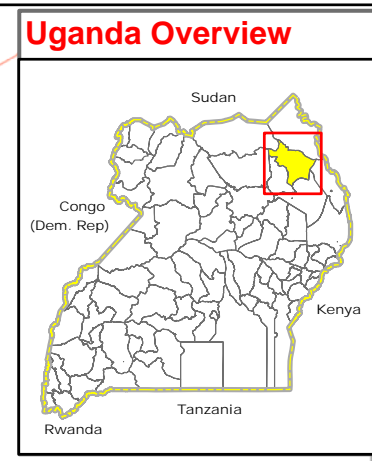 Uganda Overview
Sudan
Congo
(Dem. Rep)
Kenya
Tanzania
Rwanda